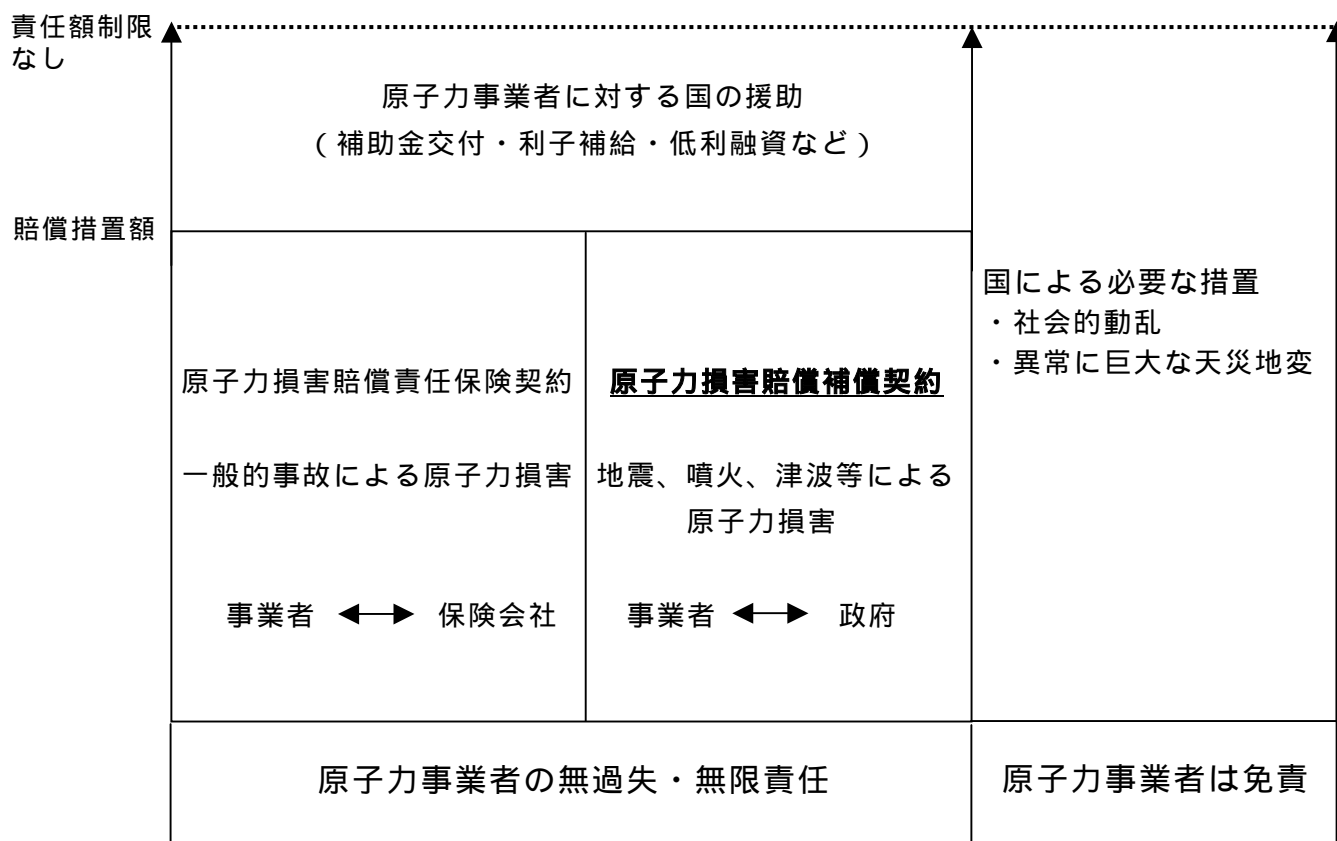 責任額制限
なし
原子力事業者に対する国の援助
（補助金交付・利子補給・低利融資など）
賠償措置額
国による必要な措置
・社会的動乱
・異常に巨大な天災地変
原子力損害賠償責任保険契約
原子力損害賠償補償契約
一般的事故による原子力損害
地震、噴火、津波等による
原子力損害
事業者 保険会社
事業者 政府
原子力事業者の無過失・無限責任
原子力事業者は免責